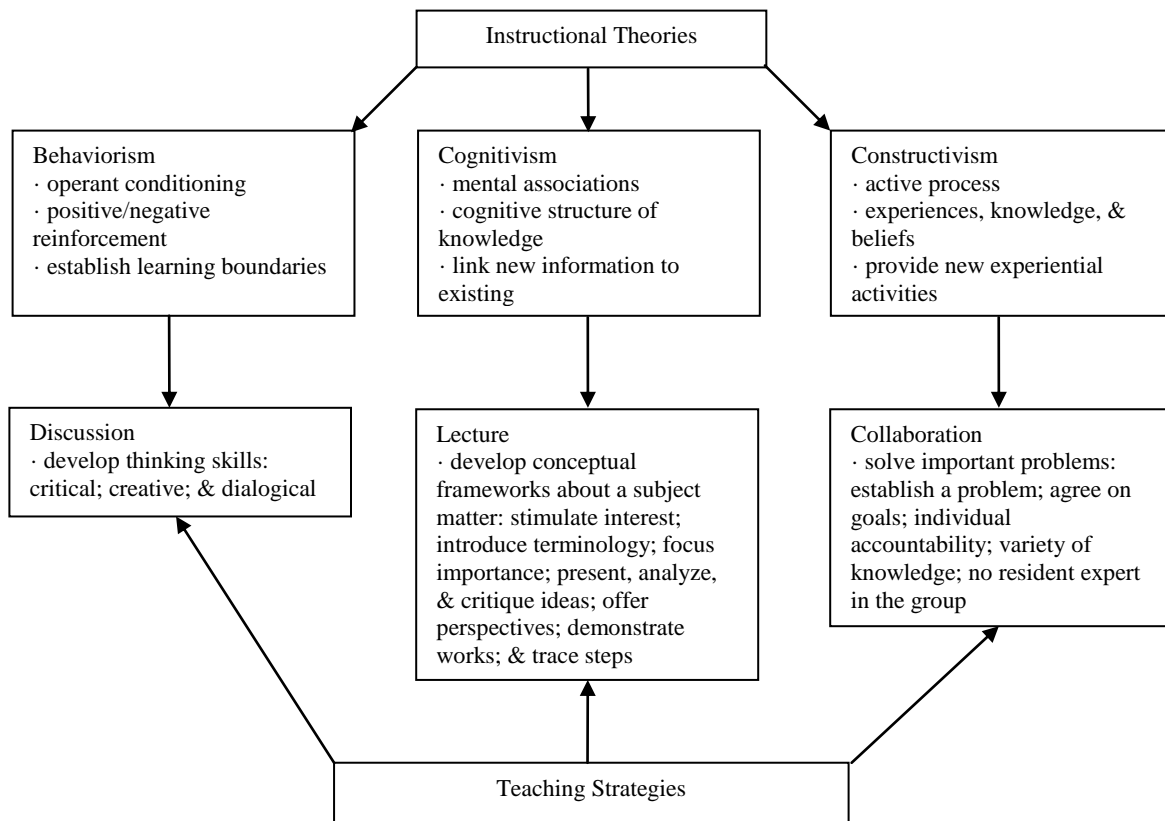 Instructional Theories
Behaviorism
· operant conditioning
· positive/negative
reinforcement
· establish learning boundaries
Cognitivism
· mental associations
· cognitive structure of
knowledge
· link new information to
existing
Constructivism
· active process
· experiences, knowledge, &
beliefs
· provide new experiential
activities
Discussion
· develop thinking skills:
critical; creative; & dialogical
Lecture
· develop conceptual
frameworks about a subject
matter: stimulate interest;
introduce terminology; focus
importance; present, analyze,
& critique ideas; offer
perspectives; demonstrate
works; & trace steps
Collaboration
· solve important problems:
establish a problem; agree on
goals; individual
accountability; variety of
knowledge; no resident expert
in the group
Teaching Strategies